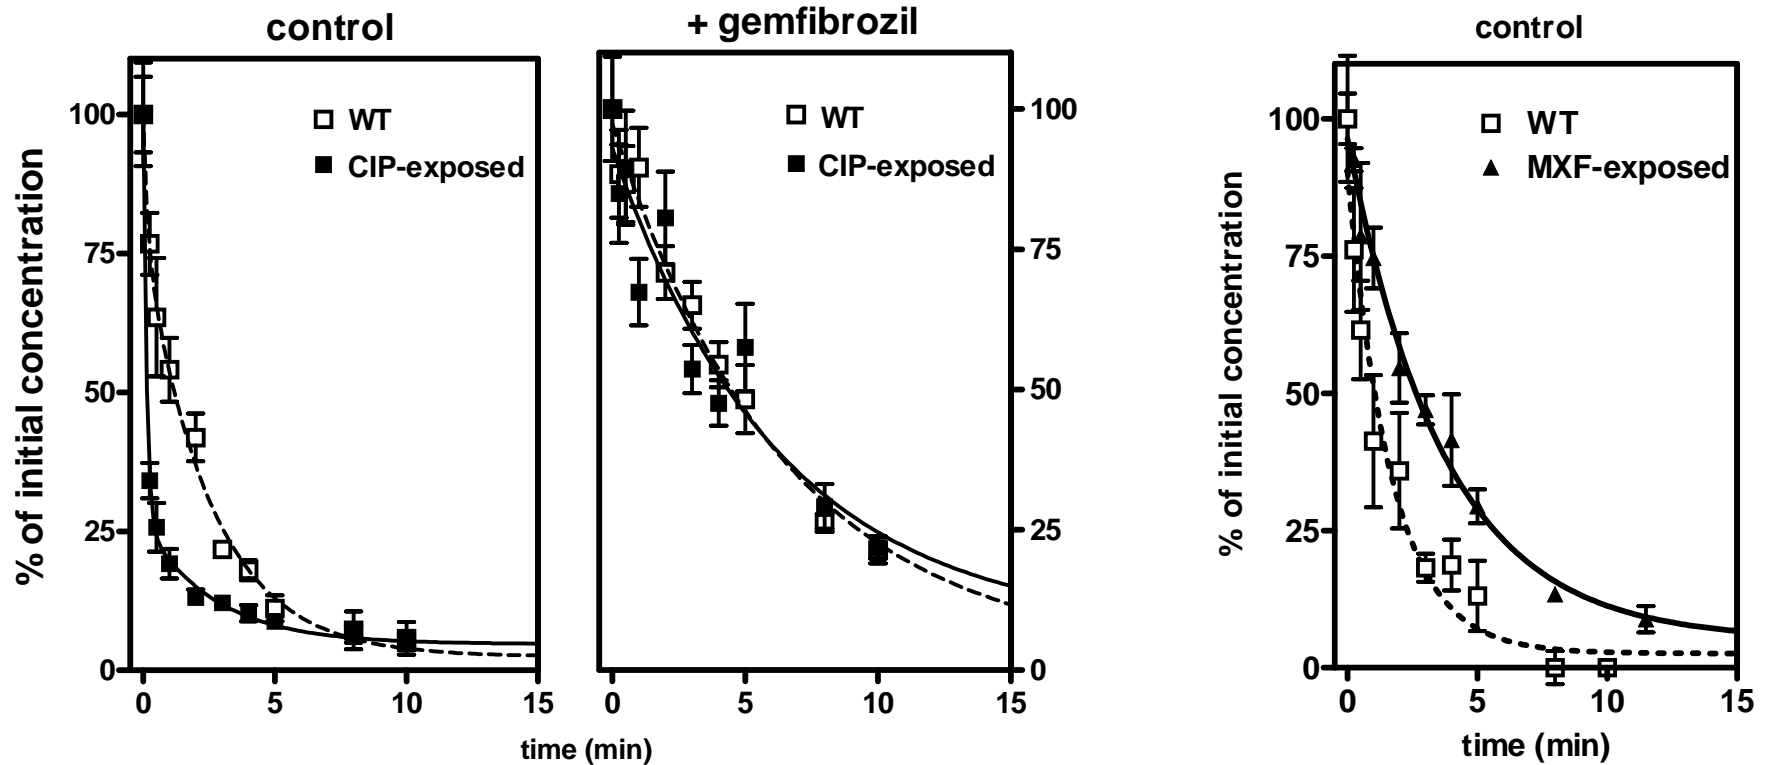 control
+ gemfibrozil
control
% of initial concentration
100
75
50
25
0
WT
CIP-exposed
0
5
10
15
WT
CIP-exposed
100
75
50
25
0
0
5
10
15
time (min)
% of initial concentration
100
75
50
25
0
WT
MXF-exposed
0
5
10
15
time (min)